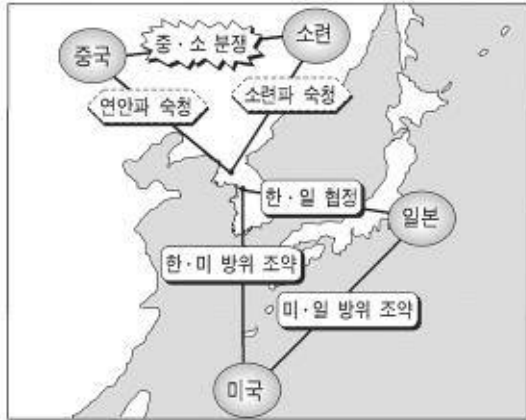 중국
중·소 분쟁
소련
연안파 숙청
소련파 숙청
한·일 협정
일본
한·미 방위 조약
미·일 방위 조약
미국